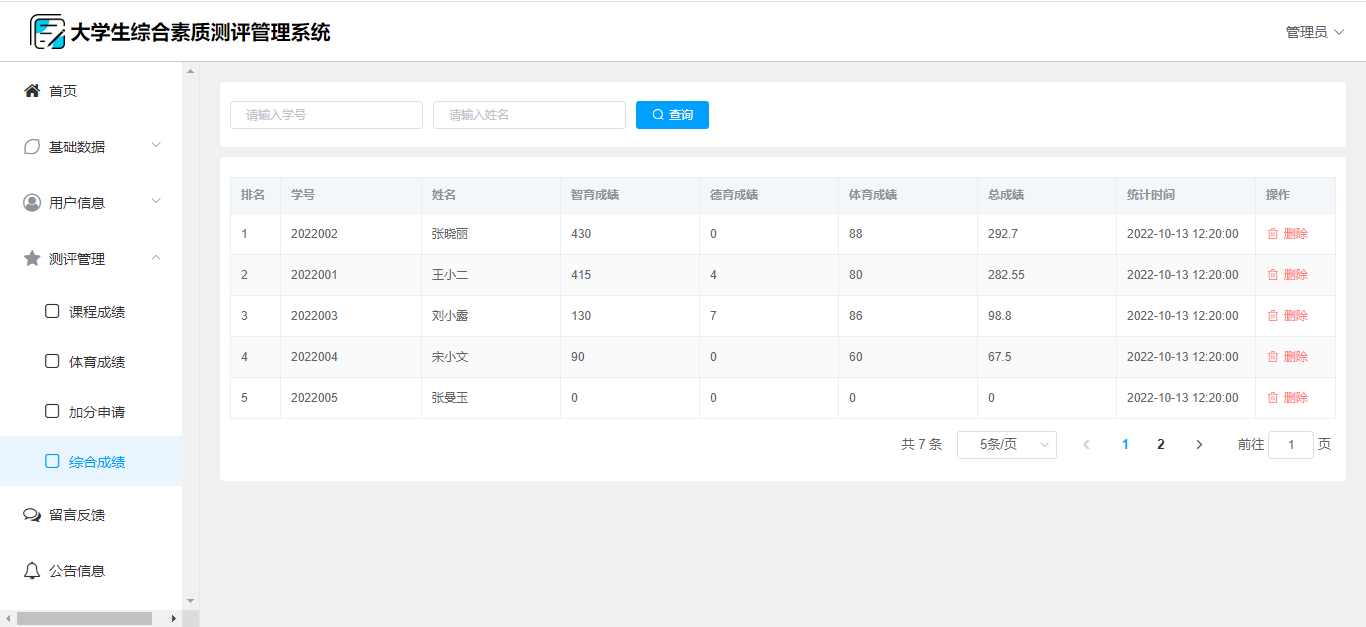 大学生综合素质测评管理系统
管理员
首页
基础数据
用户信息
测评管理
课程成绩
体育成绩
加分申请
综合成绩
留言反馈
公告信息
请输入学号 请输入姓名 查询
排名 学号 姓名 智育成绩 德育成绩 体育成绩 总成绩 统计时间 操作
1 2022002 张晓丽 430 0 88 292.7 2022-10-13 12:20:00 删除
2 2022001 王小二 415 4 80 282.55 2022-10-13 12:20:00 删除
3 2022003 刘小露 130 7 86 98.8 2022-10-13 12:20:00 删除
4 2022004 宋小文 90 0 60 67.5 2022-10-13 12:20:00 删除
5 2022005 张曼玉 0 0 0 0 2022-10-13 12:20:00 删除
共 7 条 5条/页 1 2 前往 1 页